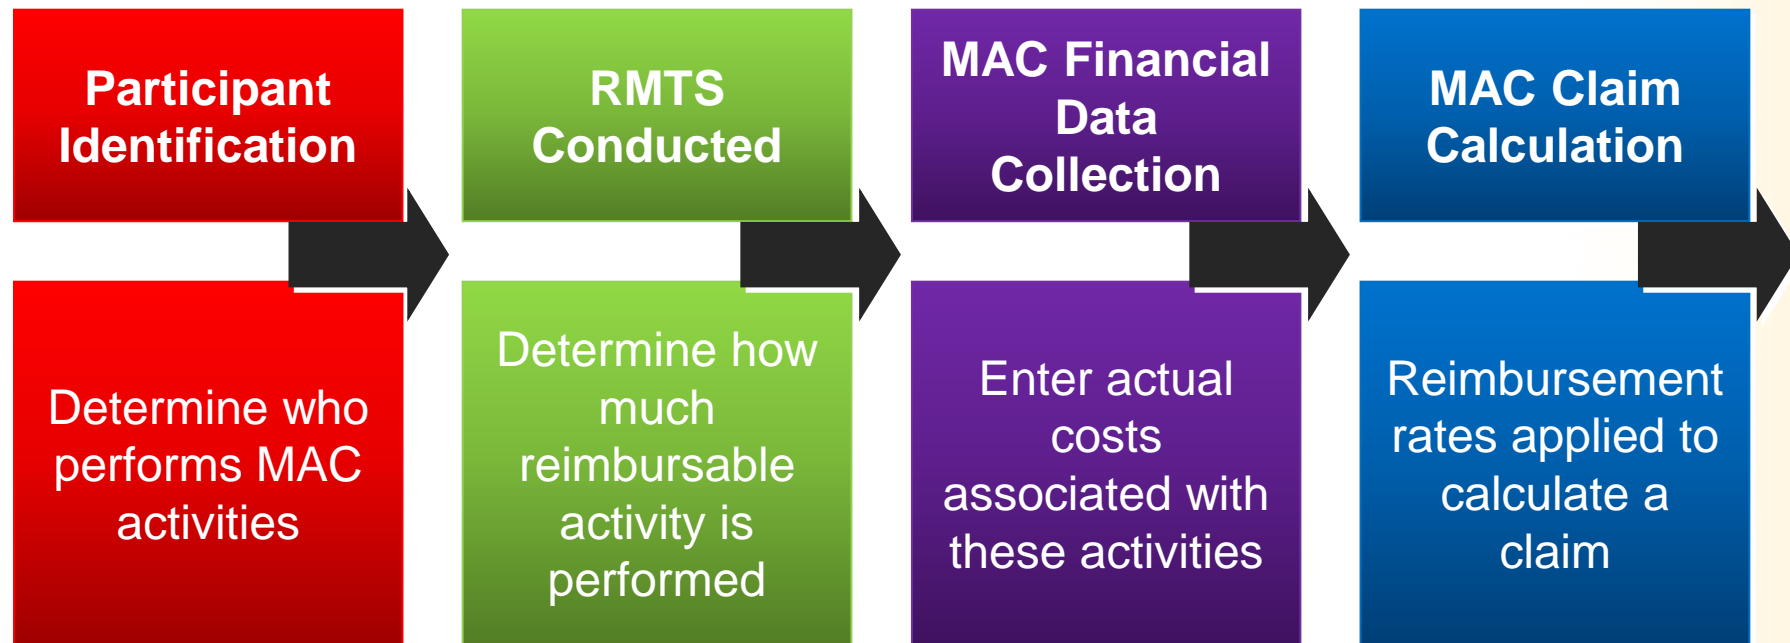 Participant
Identification
Determine who
performs MAC
activities
RMTS
Conducted
Determine how
much
reimbursable
activity is
performed
MAC Financial
Data
Collection
Enter actual
costs
associated with
these activities
MAC Claim
Calculation
Reimbursement
rates applied to
calculate a
claim